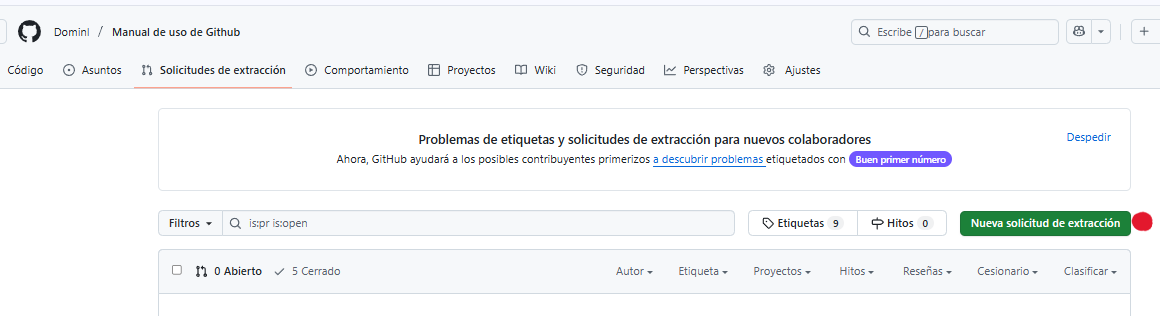 Dominl / Manual de uso de Github
Escribe / para buscar
Código Asuntos Solicitudes de extracción Comportamiento Proyectos Wiki Seguridad Perspectivas Ajustes
Problemas de etiquetas y solicitudes de extracción para nuevos colaboradores
Despedir
Ahora, GitHub ayudará a los posibles contribuyentes primerizos a descubrir problemas etiquetados con Buen primer número
Filtros is:pr is:open Etiquetas 9 Hitos 0 Nueva solicitud de extracción
0 Abierto 5 Cerrado Autor Etiqueta Proyectos Hitos Reseñas Cesionario Clasificar